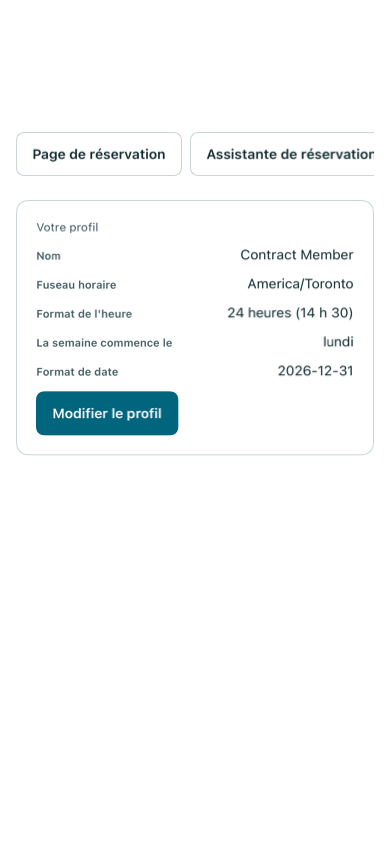 Page de réservation
Assistante de réservation
Votre profil
Nom Contract Member
Fuseau horaire America/Toronto
Format de l'heure 24 heures (14 h 30)
La semaine commence le lundi
Format de date 2026-12-31
Modifier le profil